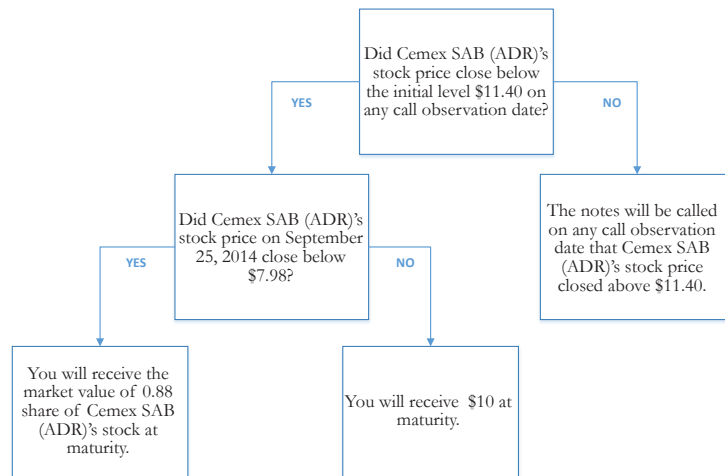 Did Cemex SAB (ADR)'s
stock price close below
the initial level $11.40 on
any call observation date?
YES
NO
Did Cemex SAB (ADR)'s
stock price on September
25, 2014 close below
$7.98?
The notes will be called
on any call observation
date that Cemex SAB
(ADR)'s stock price
closed above $11.40.
YES
NO
You will receive the
market value of 0.88
share of Cemex SAB
(ADR)'s stock at
maturity.
You will receive $10 at
maturity.